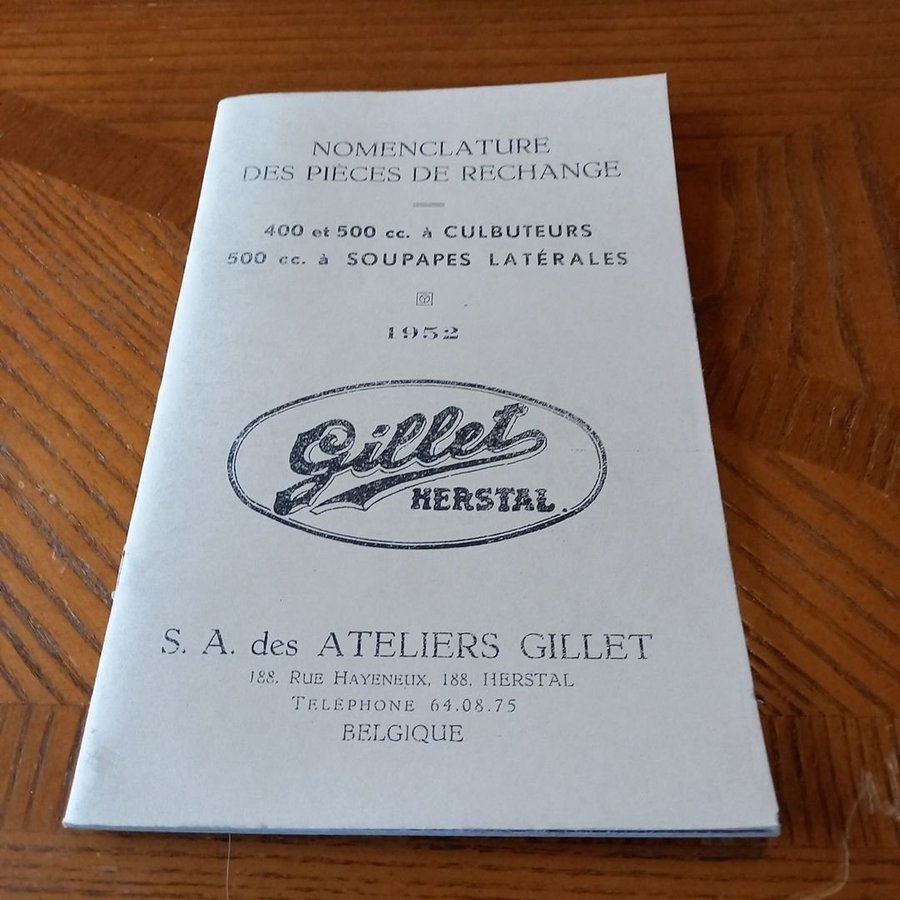 NOMENCLATURE
DES PIÈCES DE RECHANGE
400 et 500 cc. à CULBUTEURS
500 cc. à SOUPAPES LATÉRALES
1952
Gillet
HERSTAL.
S. A. des ATELIERS GILLET
188, RUE HAYENEUX, 188, HERSTAL
TÉLÉPHONE 64.08.75
BELGIQUE